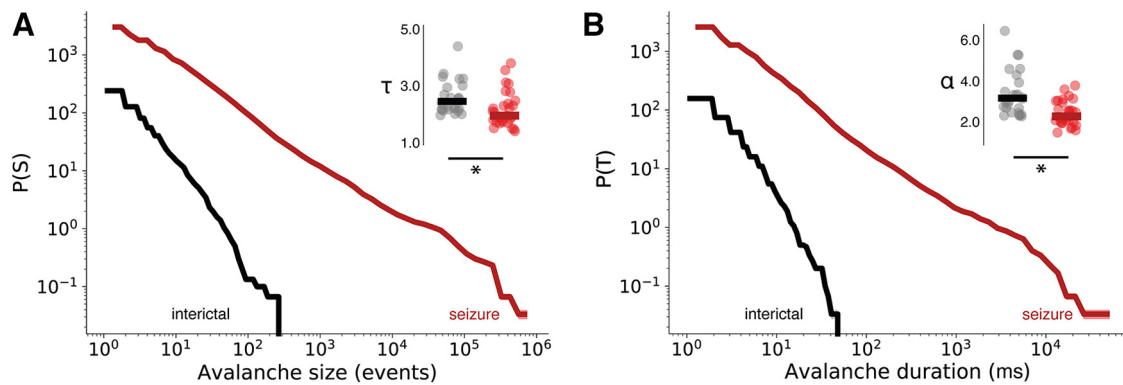 A
P(S)
10³
10²
10¹
10⁰
10⁻¹
10⁰ 10¹ 10² 10³ 10⁴ 10⁵ 10⁶
Avalanche size (events)
interictal
seizure
τ
5.0
3.0
1.0
*
B
P(T)
10³
10²
10¹
10⁰
10⁻¹
10⁰ 10¹ 10² 10³ 10⁴
Avalanche duration (ms)
interictal
seizure
α
6.0
4.0
2.0
*